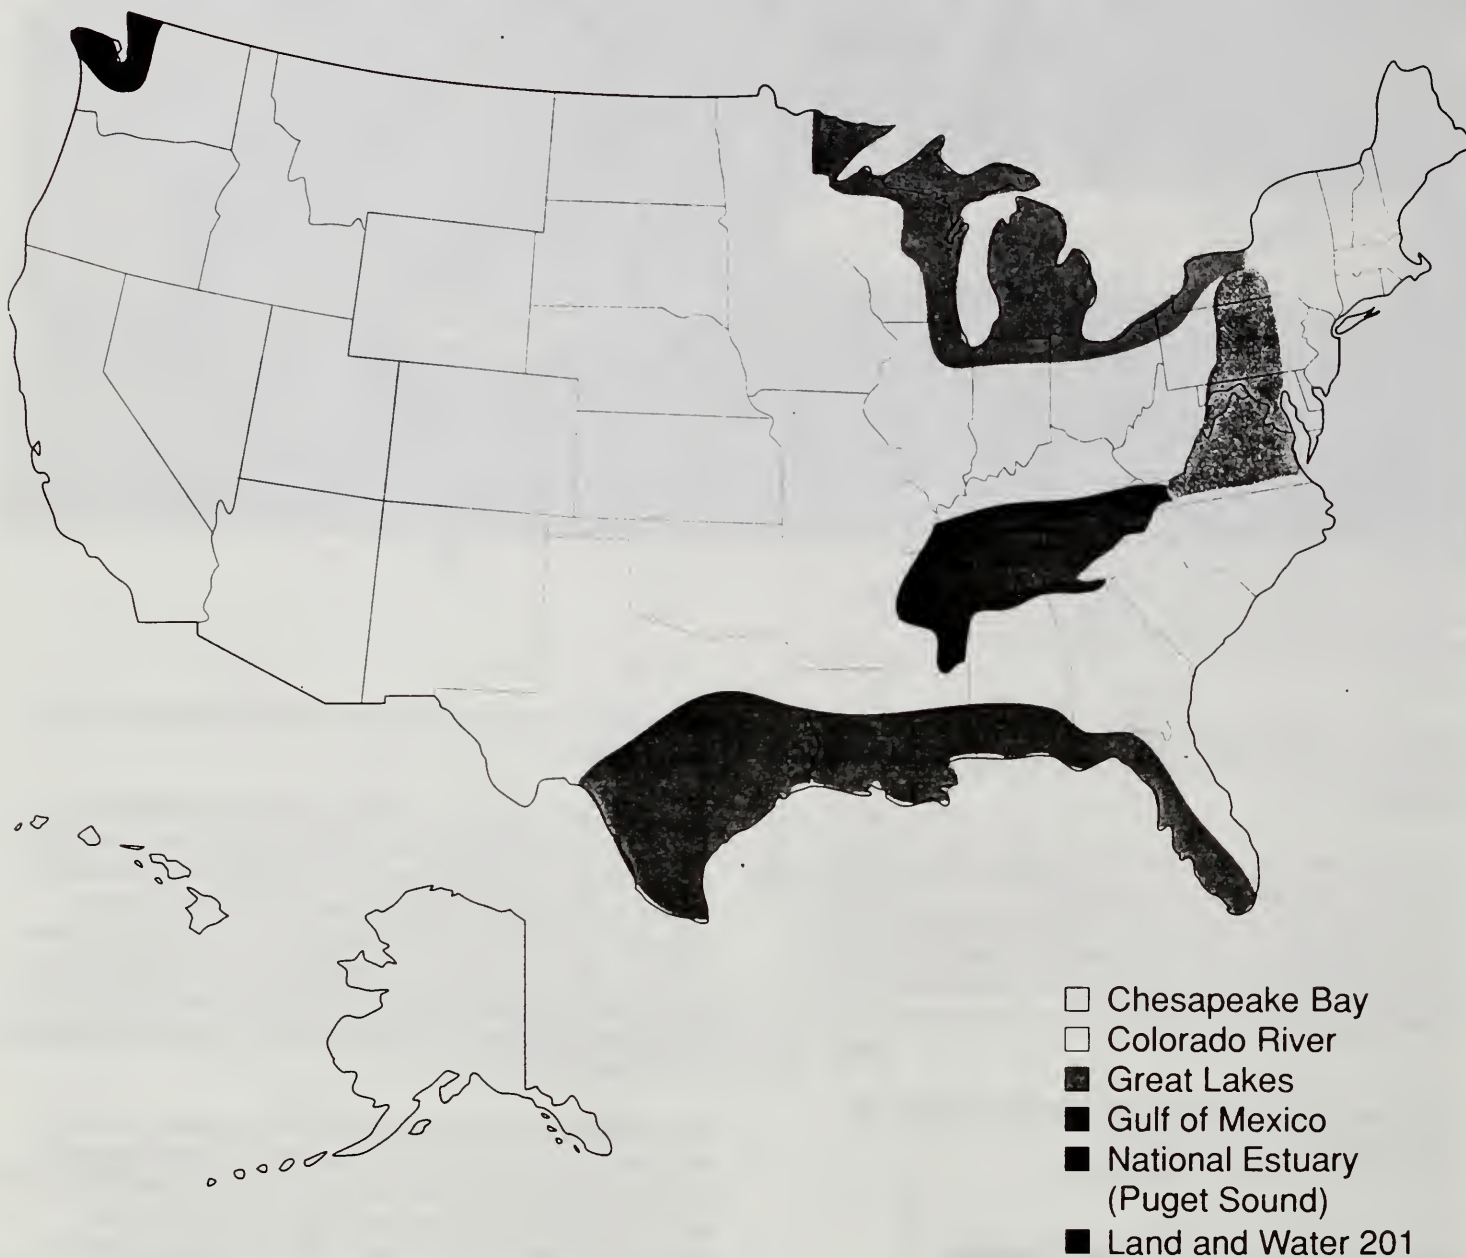 Chesapeake Bay
Colorado River
Great Lakes
Gulf of Mexico
National Estuary
(Puget Sound)
Land and Water 201